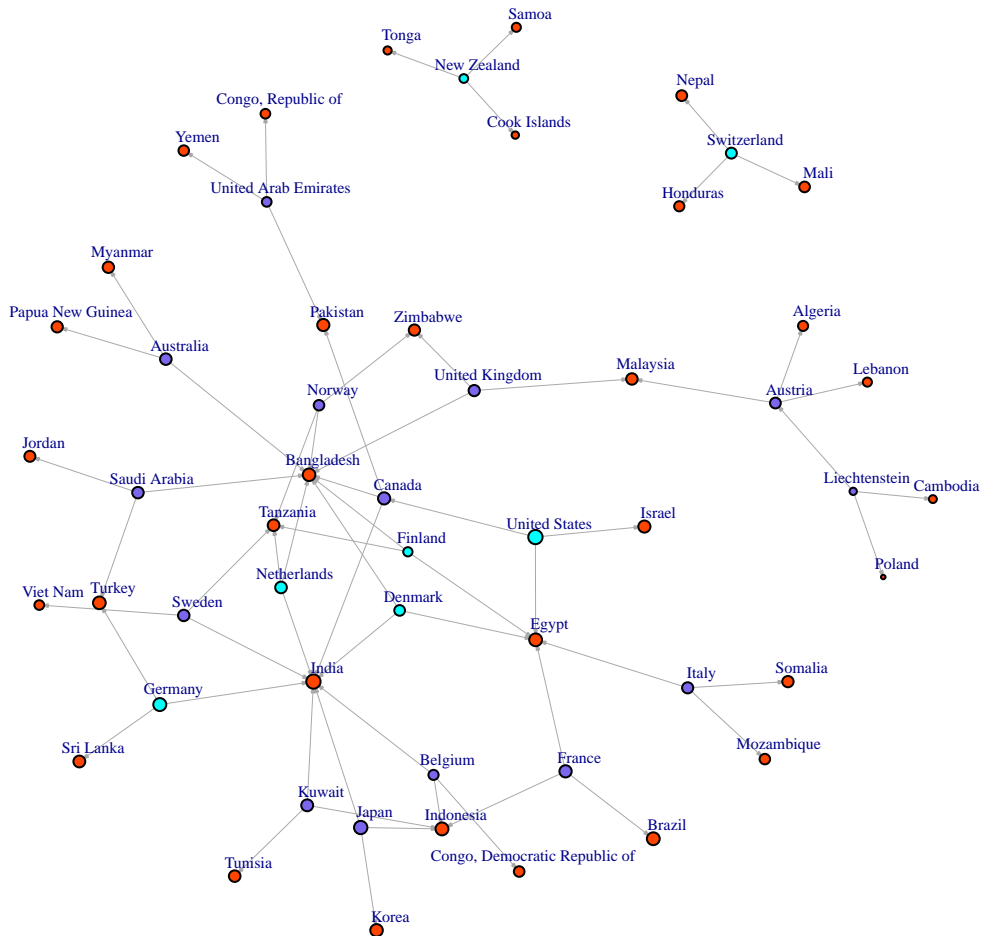 Samoa
Tonga
New Zealand
Nepal
Congo, Republic of
Cook Islands
Yemen
Switzerland
Mali
United Arab Emirates
Honduras
Myanmar
Papua New Guinea
Pakistan
Zimbabwe
Algeria
Australia
Malaysia
Lebanon
United Kingdom
Norway
Austria
Jordan
Bangladesh
Saudi Arabia
Canada
Liechtenstein
Cambodia
Tanzania
United States
Israel
Finland
Poland
Netherlands
Viet Nam
Turkey
Sweden
Denmark
Egypt
India
Italy
Somalia
Germany
Sri Lanka
Mozambique
Belgium
France
Kuwait
Japan
Indonesia
Brazil
Congo, Democratic Republic of
Tunisia
Korea